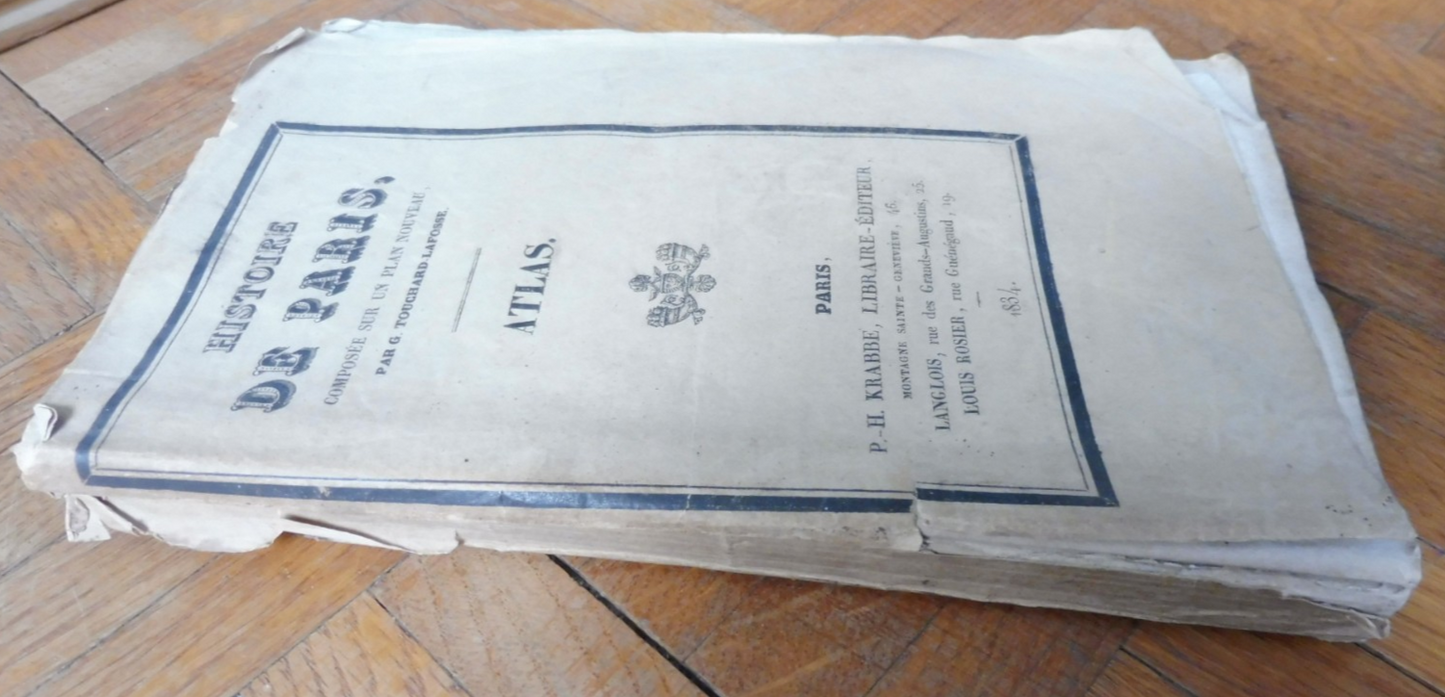 HISTOIRE
DE PARIS,
COMPOSÉE SUR UN PLAN NOUVEAU,
PAR G. TOUCHARD-LAFOSSE.
ATLAS.
PARIS,
P.-H. KRABBE, LIBRAIRE-ÉDITEUR,
MONTAGNE SAINTE-GENEVIÈVE, 46.
LANGLOIS, rue des Grands-Augustins, 25.
LOUIS ROSIER, rue Guénégaud, 19.
1834.